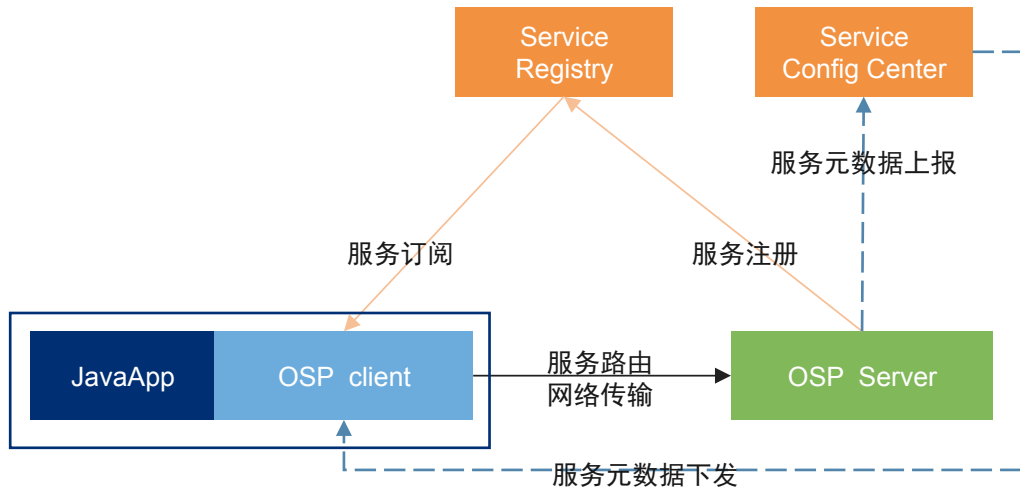 Service
Registry
Service
Config Center
服务元数据上报
服务订阅
服务注册
JavaApp
OSP client
服务路由
网络传输
OSP Server
服务元数据下发